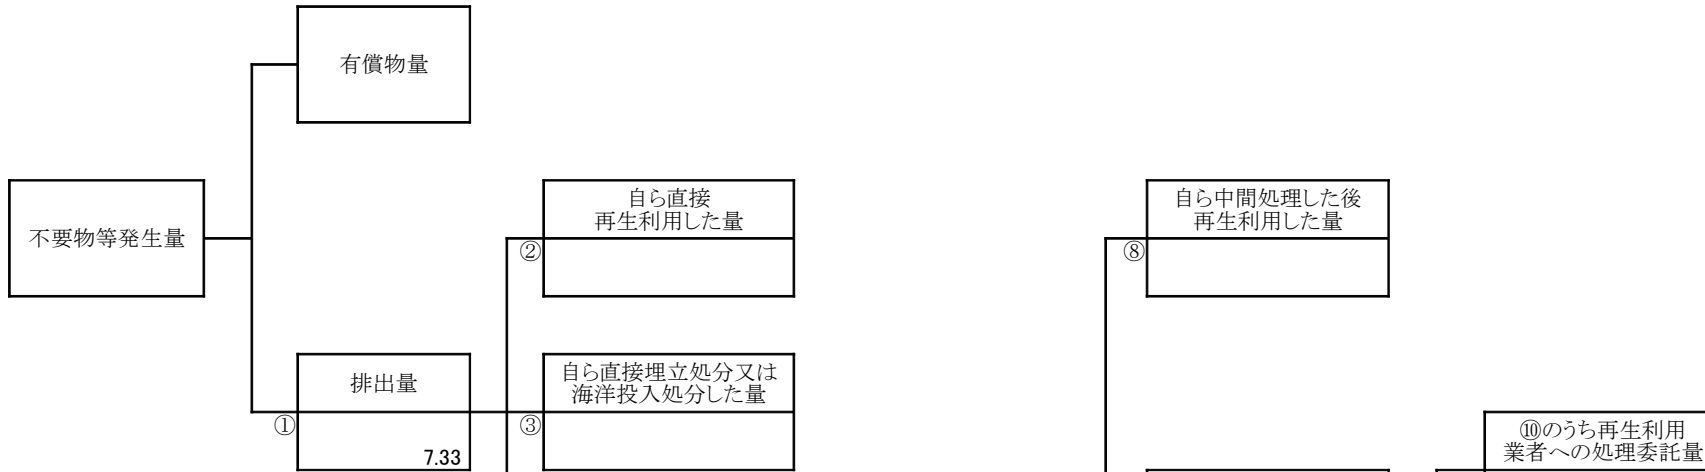 有償物量
不要物等発生量
自ら直接
再生利用した量
②
自ら中間処理した後
再生利用した量
⑧
排出量
①
7.33
自ら直接埋立処分又は
海洋投入処分した量
③
⑩のうち再生利用
業者への処理委託量